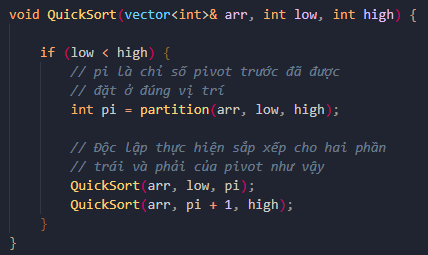 void QuickSort(vector<int>& arr, int low, int high) {
if (low < high) {
// pi là chỉ số pivot trước đã được
// đặt ở đúng vị trí
int pi = partition(arr, low, high);
// Độc lập thực hiện sắp xếp cho hai phần
// trái và phải của pivot như vậy
QuickSort(arr, low, pi);
QuickSort(arr, pi + 1, high);
}
}